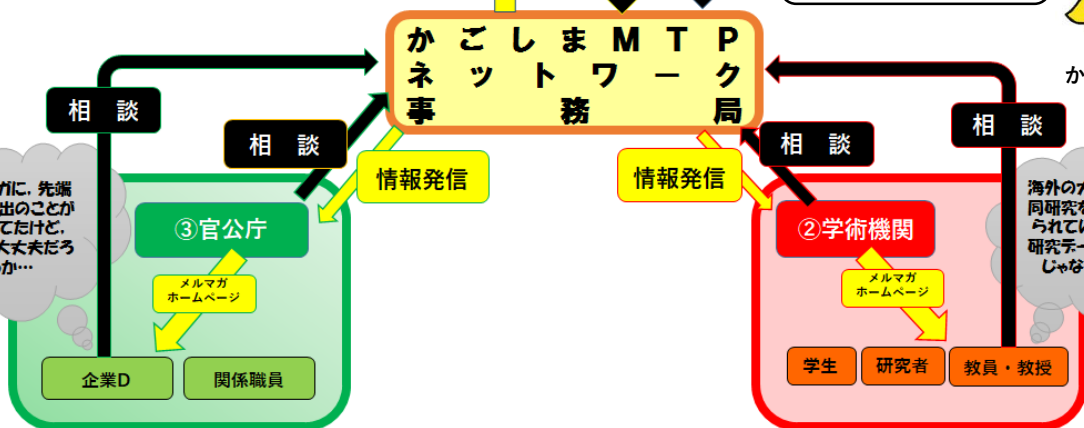 かごしまMTP
ネットワーク
事務局
か
相 談
相 談
相 談
相 談
情報発信
情報発信
ガに、先端
出のことが
てたけど、
大丈夫だろ
か…
海外の
同研究を
られてい
研究デー
じゃな
③官公庁
②学術機関
メルマガ
ホームページ
メルマガ
ホームページ
企業D
関係職員
学生
研究者
教員・教授